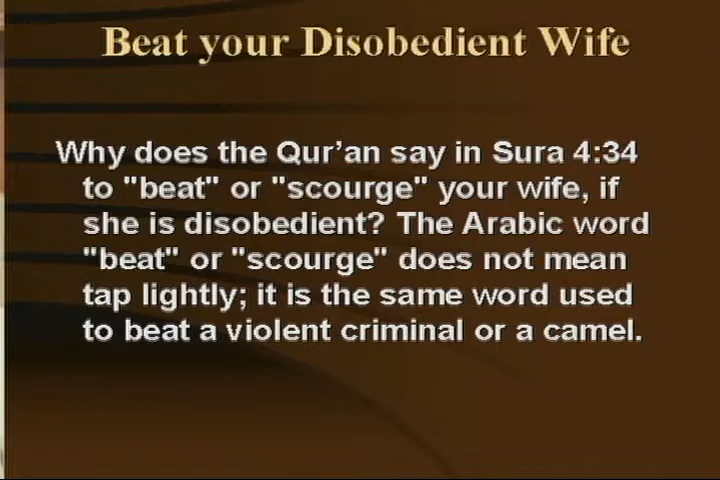 Beat your Disobedient Wife
Why does the Qur'an say in Sura 4:34
to "beat" or "scourge" your wife, if
she is disobedient? The Arabic word
"beat" or "scourge" does not mean
tap lightly; it is the same word used
to beat a violent criminal or a camel.